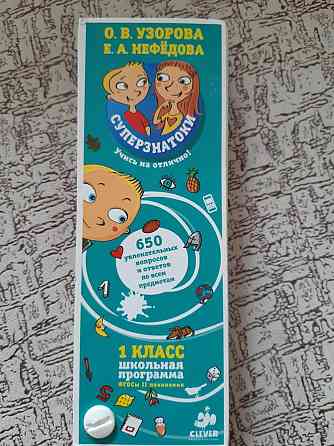 О. В. УЗОРОВА
Е. А. НЕФЁДОВА
СУПЕРЗНАТОКИ
Учись на отлично!
650
увлекательных
вопросов
и ответов
по всем
предметам
1 КЛАСС
ШКОЛЬНАЯ
ПРОГРАММА
ФГОСы II поколения
CLEVER